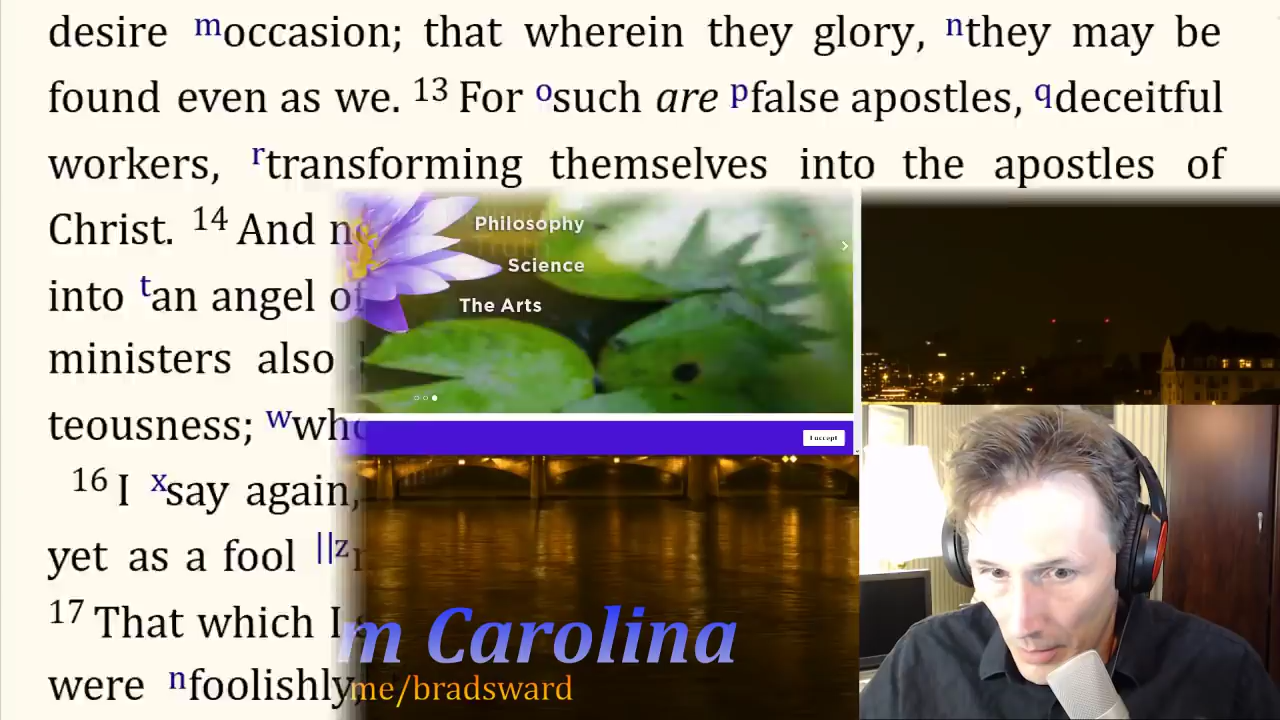 desire ᵐoccasion; that wherein they glory, ⁿthey may be
found even as we. ¹³ For ᵒsuch are ᵖfalse apostles, qdeceitful
workers, ʳtransforming themselves into the apostles of
Christ. ¹⁴ And
into ᵗan angel of
ministers also
teousness; ʷwho
¹⁶ I ˣsay again,
yet as a fool ||ᶻ
¹⁷ That which I
were ⁿfoolishly,
Philosophy
Science
The Arts
I accept
m Carolina
me/bradsward